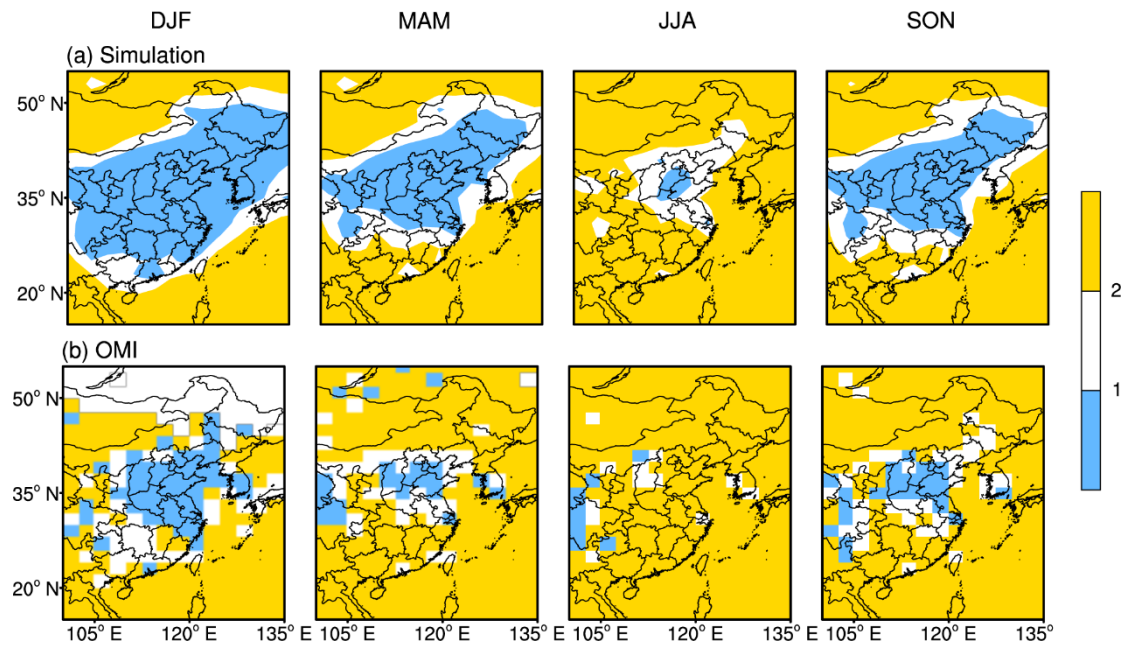 DJF MAM JJA SON
(a) Simulation
50° N
35° N
20° N
2
1
(b) OMI
50° N
35° N
20° N
105° E 120° E 135° E 105° E 120° E 135° E 105° E 120° E 135° E 105° E 120° E 135° E